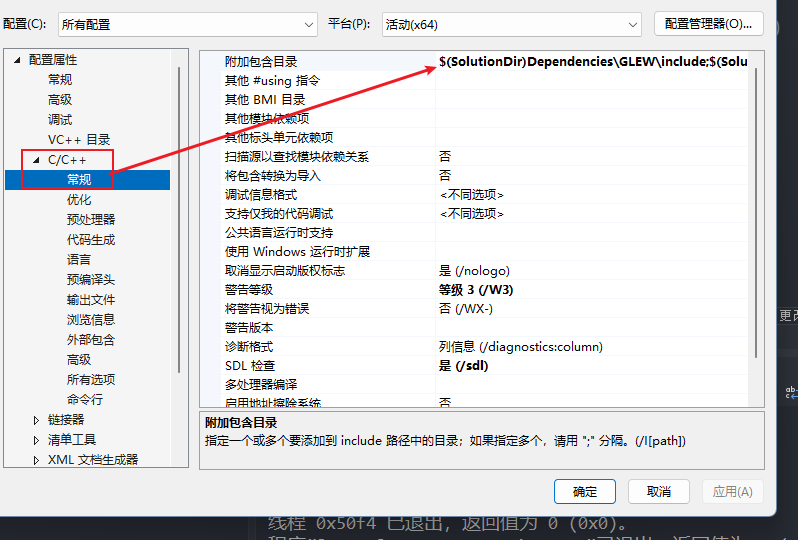 配置(C):
所有配置
平台(P):
活动(x64)
配置管理器(O)...
配置属性
常规
高级
调试
VC++ 目录
C/C++
常规
优化
预处理器
代码生成
语言
预编译头
输出文件
浏览信息
外部包含
高级
所有选项
命令行
链接器
清单工具
XML 文档生成器
附加包含目录 $(SolutionDir)Dependencies\GLEW\include;$(Solu
其他 #using 指令
其他 BMI 目录
其他模块依赖项
其他标头单元依赖项
扫描源以查找模块依赖关系 否
将包含转换为导入 否
调试信息格式 <不同选项>
支持仅我的代码调试 <不同选项>
公共语言运行时支持
使用 Windows 运行时扩展
取消显示启动版权标志 是 (/nologo)
警告等级 等级 3 (/W3)
将警告视为错误 否 (/WX-)
警告版本
诊断格式 列信息 (/diagnostics:column)
SDL 检查 是 (/sdl)
多处理器编译
启用地址擦除系统 否
附加包含目录
指定一个或多个要添加到 include 路径中的目录；如果指定多个，请用 ";" 分隔。(/I[path])
确定
取消
应用(A)
更改
线程 0x50f4 已退出，返回值为 0 (0x0)。